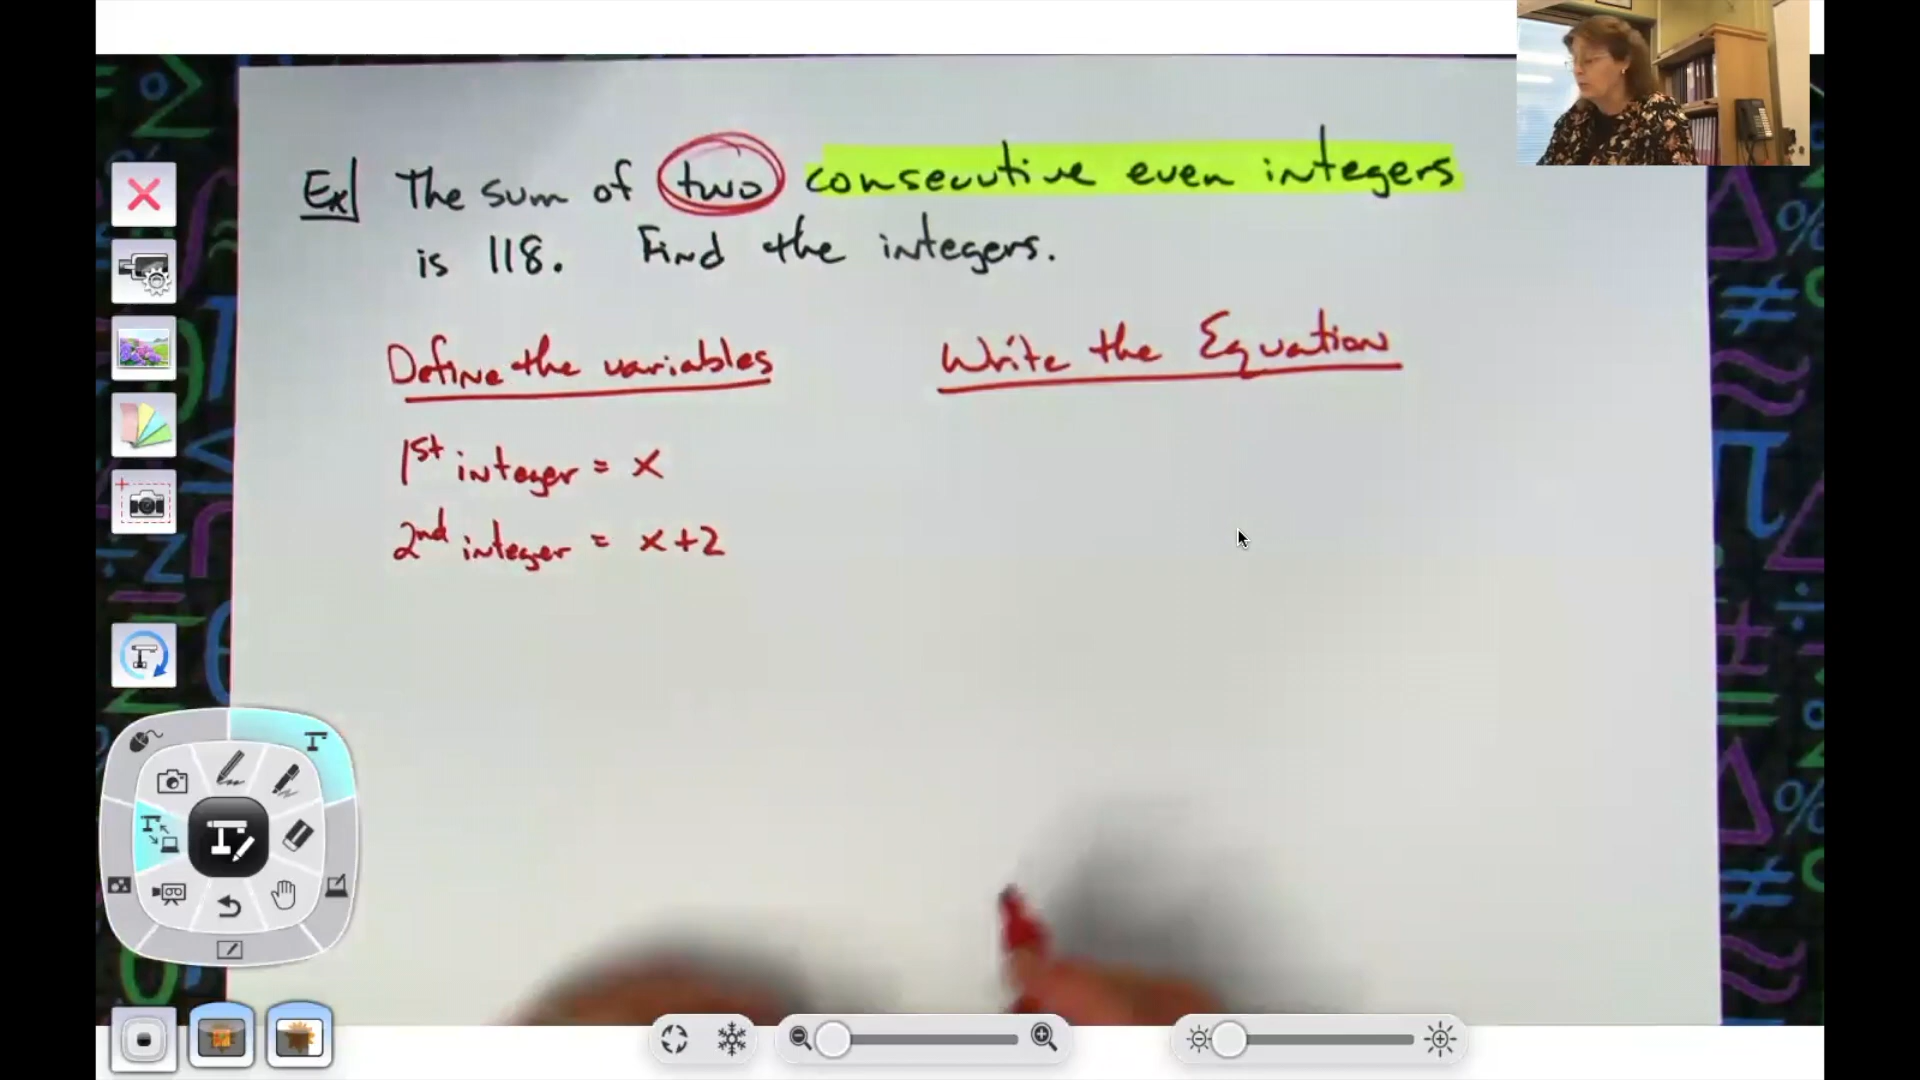 Ex| The sum of two consecutive even integers
is 118. Find the integers.
Define the variables
Write the Equation
1st integer = x
2nd integer = x+2